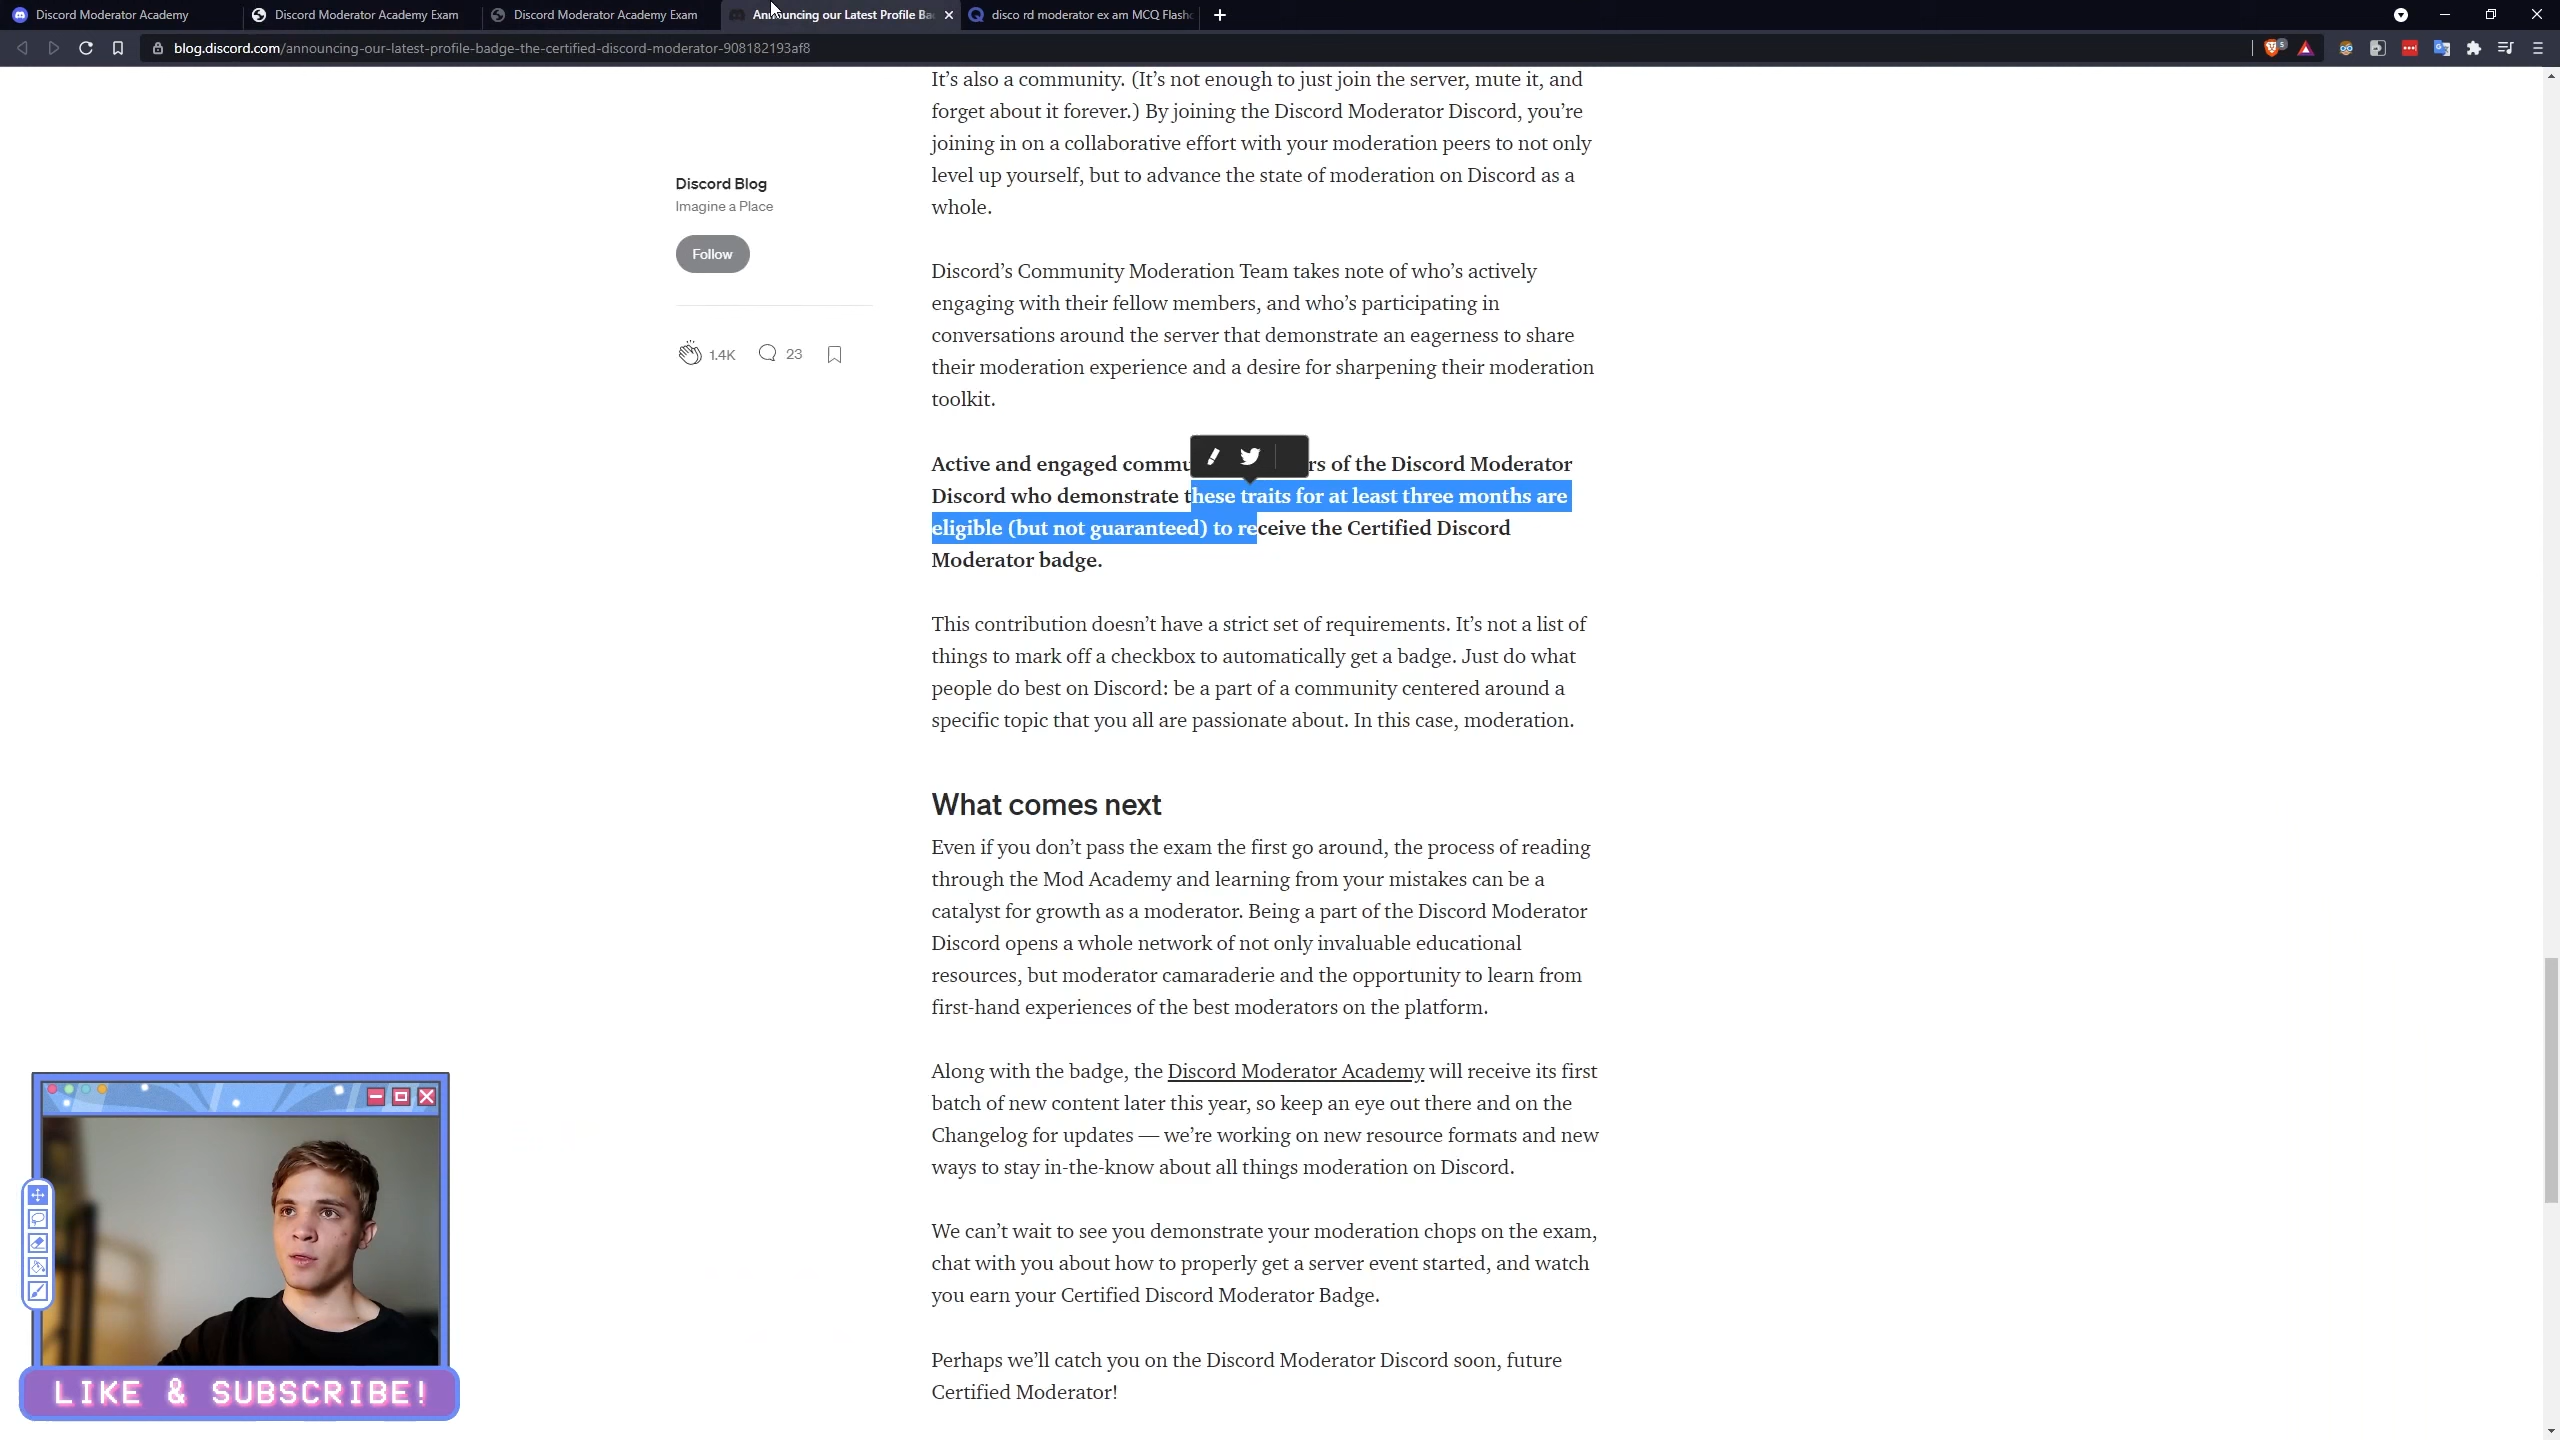 Discord Moderator Academy
Discord Moderator Academy Exam
Discord Moderator Academy Exam
Announcing our Latest Profile Ba
disco rd moderator ex am MCQ Flashc
blog.discord.com/announcing-our-latest-profile-badge-the-certified-discord-moderator-908182193af8
It's also a community. (It's not enough to just join the server, mute it, and
forget about it forever.) By joining the Discord Moderator Discord, you're
joining in on a collaborative effort with your moderation peers to not only
level up yourself, but to advance the state of moderation on Discord as a
whole.
Discord Blog
Imagine a Place
Follow
1.4K
23
Discord's Community Moderation Team takes note of who's actively
engaging with their fellow members, and who's participating in
conversations around the server that demonstrate an eagerness to share
their moderation experience and a desire for sharpening their moderation
toolkit.
Active and engaged commu rs of the Discord Moderator
Discord who demonstrate these traits for at least three months are
eligible (but not guaranteed) to receive the Certified Discord
Moderator badge.
This contribution doesn't have a strict set of requirements. It's not a list of
things to mark off a checkbox to automatically get a badge. Just do what
people do best on Discord: be a part of a community centered around a
specific topic that you all are passionate about. In this case, moderation.
What comes next
Even if you don't pass the exam the first go around, the process of reading
through the Mod Academy and learning from your mistakes can be a
catalyst for growth as a moderator. Being a part of the Discord Moderator
Discord opens a whole network of not only invaluable educational
resources, but moderator camaraderie and the opportunity to learn from
first-hand experiences of the best moderators on the platform.
Along with the badge, the Discord Moderator Academy will receive its first
batch of new content later this year, so keep an eye out there and on the
Changelog for updates — we're working on new resource formats and new
ways to stay in-the-know about all things moderation on Discord.
We can't wait to see you demonstrate your moderation chops on the exam,
chat with you about how to properly get a server event started, and watch
you earn your Certified Discord Moderator Badge.
Perhaps we'll catch you on the Discord Moderator Discord soon, future
Certified Moderator!
LIKE & SUBSCRIBE!